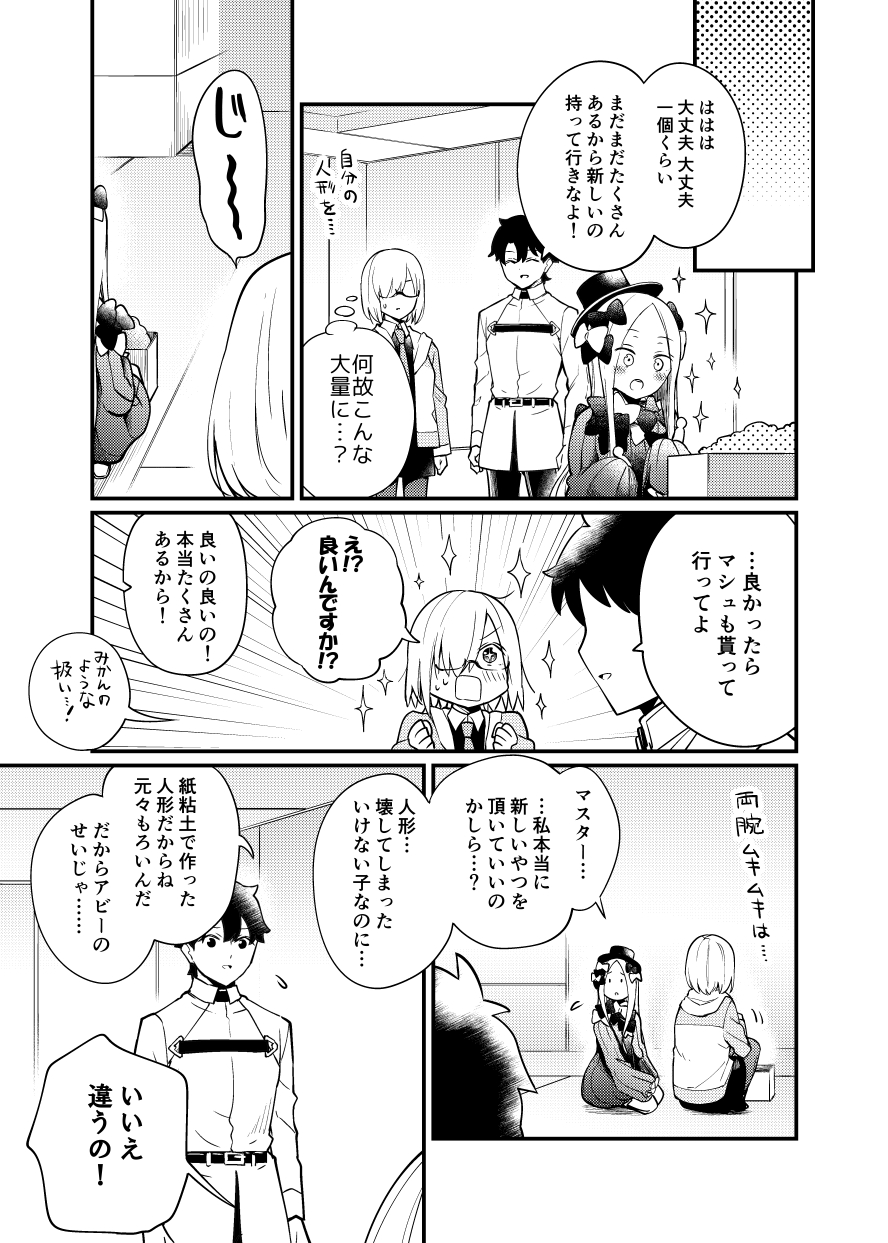 ははは
大丈夫 大丈夫
一個くらい
まだまだたくさん
あるから新しいの
持って行きなよ！
自分の
人形を…
何故こんな
大量に…？
じ〜〜
…良かったら
マシュも貰って
行ってよ
え!?
良いんですか!?
良いの良いの！
本当たくさん
あるから！
みかんの
ような
扱い…！
両腕 ムキムキは…
マスター…
…私本当に
新しいやつを
頂いていいの
かしら…？
人形…
壊してしまった
いけない子なのに…
紙粘土で作った
人形だからね
元々もろいんだ
だからアビーの
せいじゃ……
いいえ
違うの！